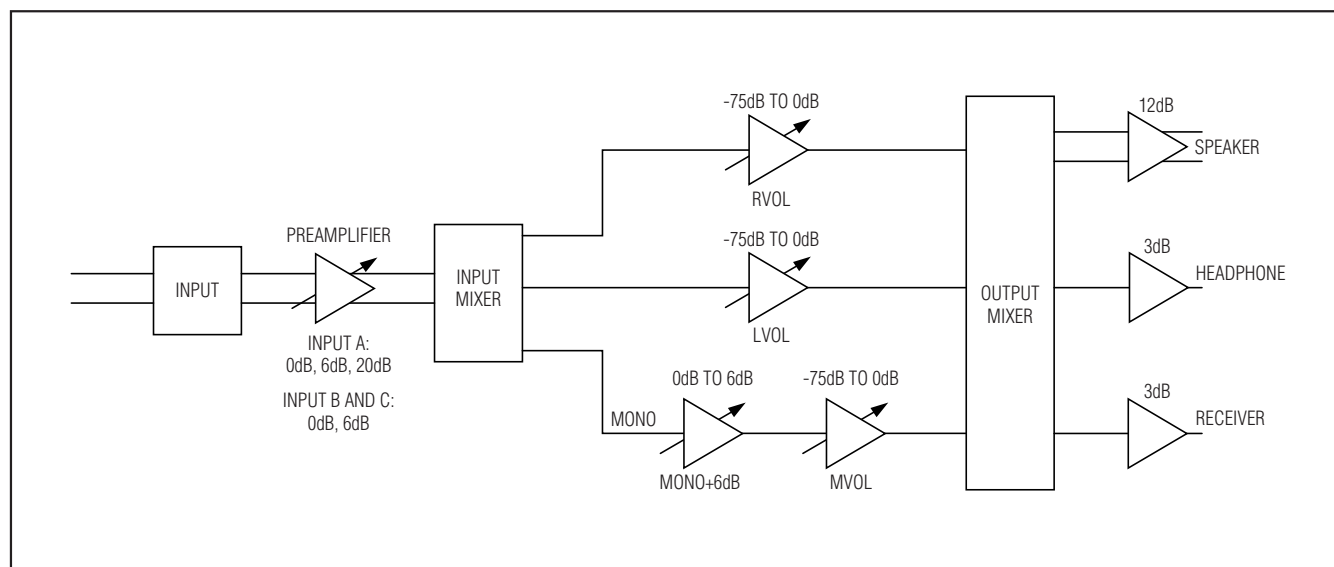 -75dB TO 0dB
RVOL
12dB
SPEAKER
PREAMPLIFIER
INPUT
INPUT A:
0dB, 6dB, 20dB
INPUT B AND C:
0dB, 6dB
INPUT
MIXER
-75dB TO 0dB
LVOL
OUTPUT
MIXER
3dB
HEADPHONE
MONO
0dB TO 6dB
MONO+6dB
-75dB TO 0dB
MVOL
3dB
RECEIVER